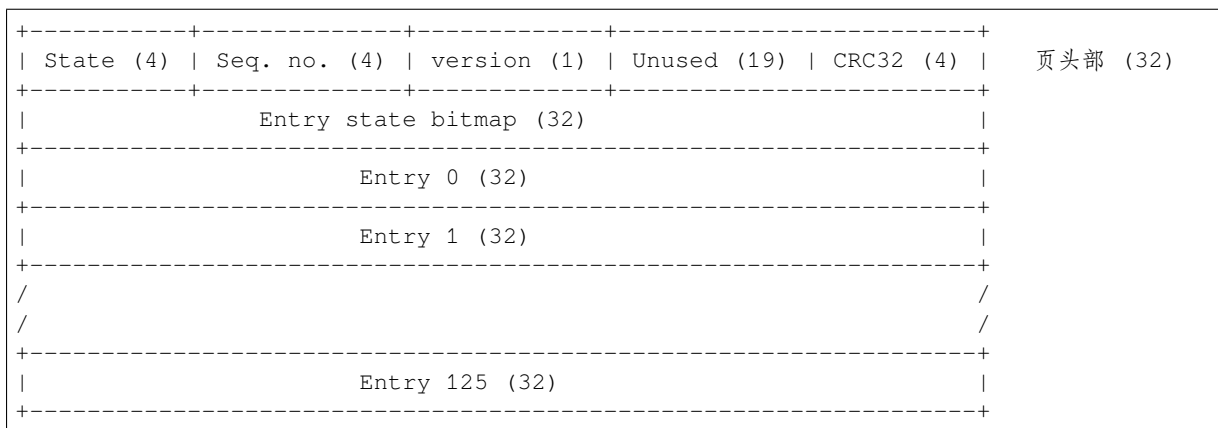 +-----------+--------------+-------------+-------------------------+
| State (4) | Seq. no. (4) | version (1) | Unused (19) | CRC32 (4) | 页头部 (32)
+-----------+--------------+-------------+-------------------------+
| Entry state bitmap (32) |
+------------------------------------------------------------------+
| Entry 0 (32) |
+------------------------------------------------------------------+
| Entry 1 (32) |
+------------------------------------------------------------------+
/ /
/ /
+------------------------------------------------------------------+
| Entry 125 (32) |
+------------------------------------------------------------------+